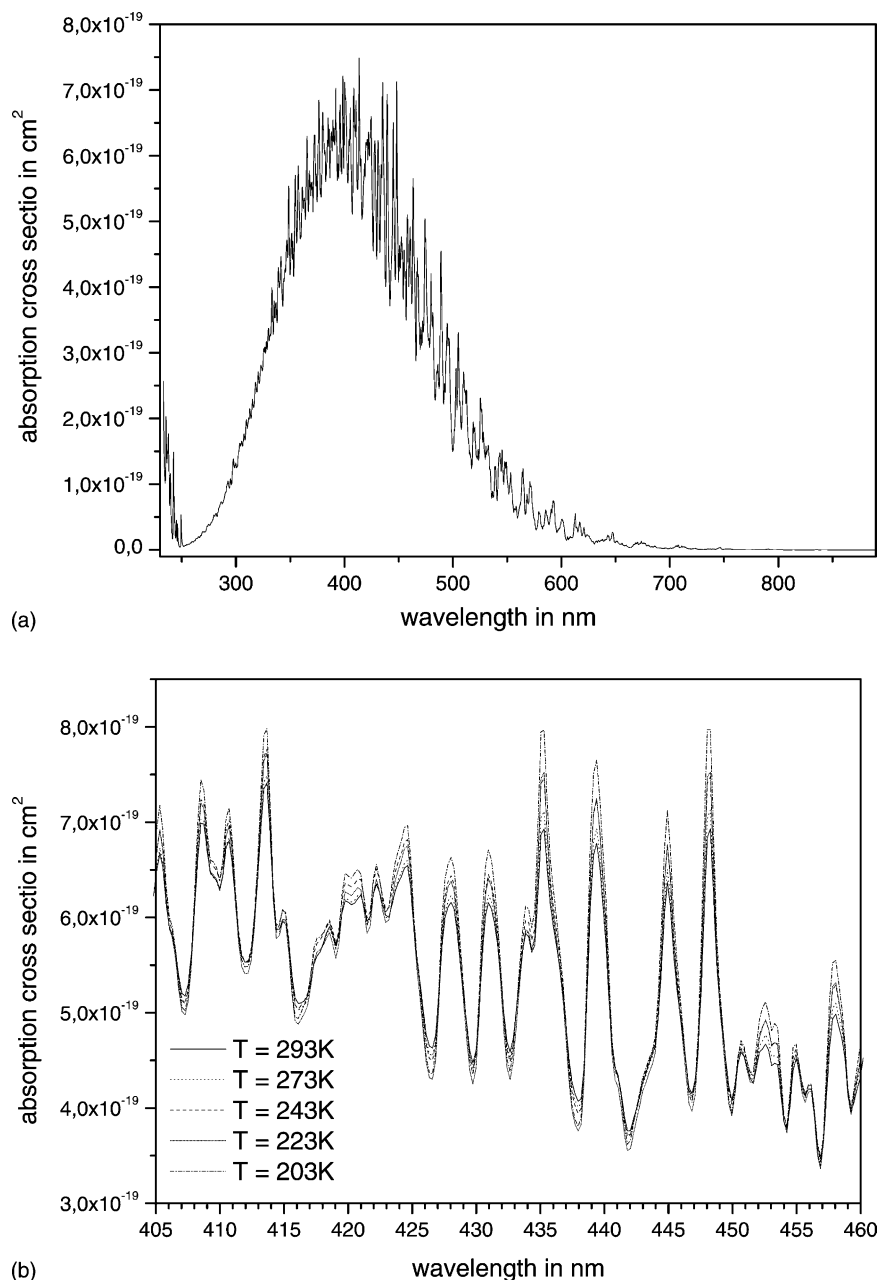 8,0x10⁻¹⁹
7,0x10⁻¹⁹
6,0x10⁻¹⁹
5,0x10⁻¹⁹
4,0x10⁻¹⁹
3,0x10⁻¹⁹
2,0x10⁻¹⁹
1,0x10⁻¹⁹
0,0
absorption cross sectio in cm²
300 400 500 600 700 800
wavelength in nm
(a)
8,0x10⁻¹⁹
7,0x10⁻¹⁹
6,0x10⁻¹⁹
5,0x10⁻¹⁹
4,0x10⁻¹⁹
3,0x10⁻¹⁹
absorption cross sectio in cm²
T = 293K
T = 273K
T = 243K
T = 223K
T = 203K
405 410 415 420 425 430 435 440 445 450 455 460
wavelength in nm
(b)